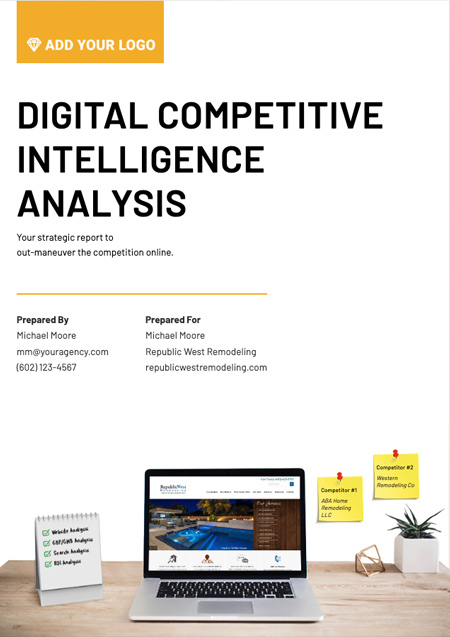 ADD YOUR LOGO
DIGITAL COMPETITIVE
INTELLIGENCE
ANALYSIS
Your strategic report to
out-maneuver the competition online.
Prepared By
Michael Moore
mm@youragency.com
(602) 123-4567
Prepared For
Michael Moore
Republic West Remodeling
republicwestremodeling.com
Competitor #2
Western
Remodeling Co
Competitor #1
ABA Home
Remodeling
LLC
Website Analysis
GBP/GMB Analysis
Search Analysis
ROI Analysis
RepublicWest